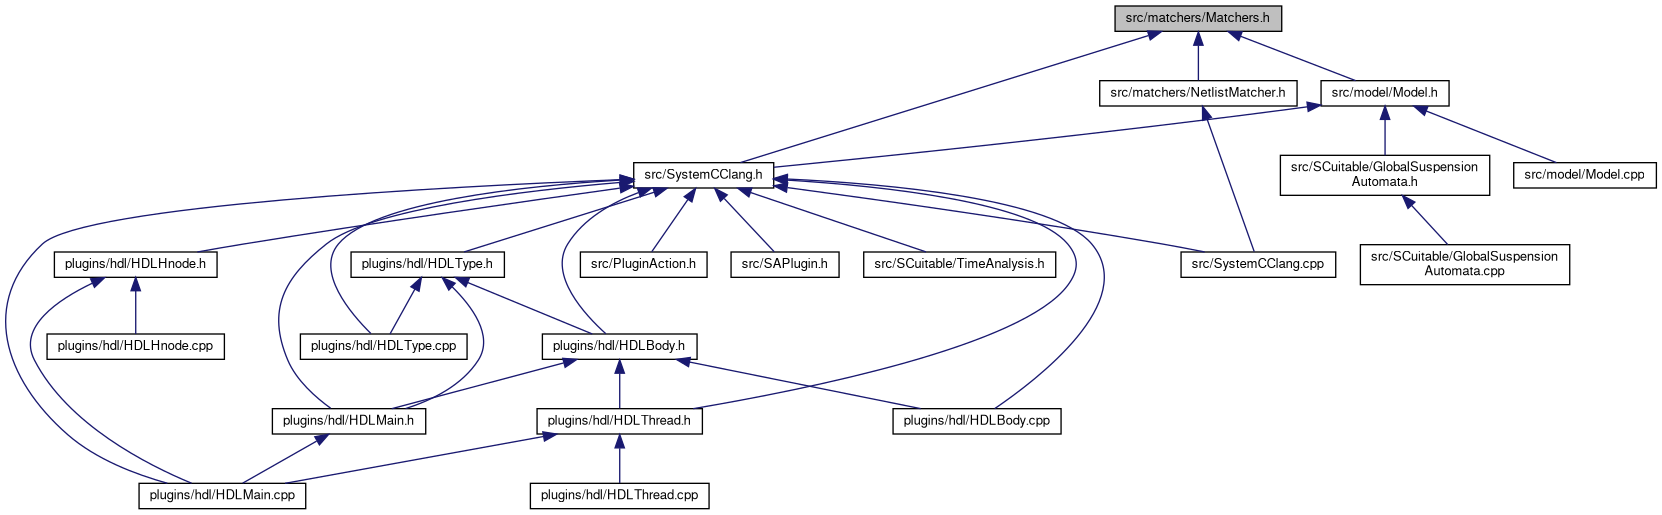 src/matchers/Matchers.h
src/matchers/NetlistMatcher.h
src/model/Model.h
src/SystemCClang.h
src/SCuitable/GlobalSuspension
Automata.h
src/model/Model.cpp
plugins/hdl/HDLHnode.h
plugins/hdl/HDLType.h
src/PluginAction.h
src/SAPlugin.h
src/SCuitable/TimeAnalysis.h
src/SystemCClang.cpp
src/SCuitable/GlobalSuspension
Automata.cpp
plugins/hdl/HDLHnode.cpp
plugins/hdl/HDLType.cpp
plugins/hdl/HDLBody.h
plugins/hdl/HDLMain.h
plugins/hdl/HDLThread.h
plugins/hdl/HDLBody.cpp
plugins/hdl/HDLMain.cpp
plugins/hdl/HDLThread.cpp